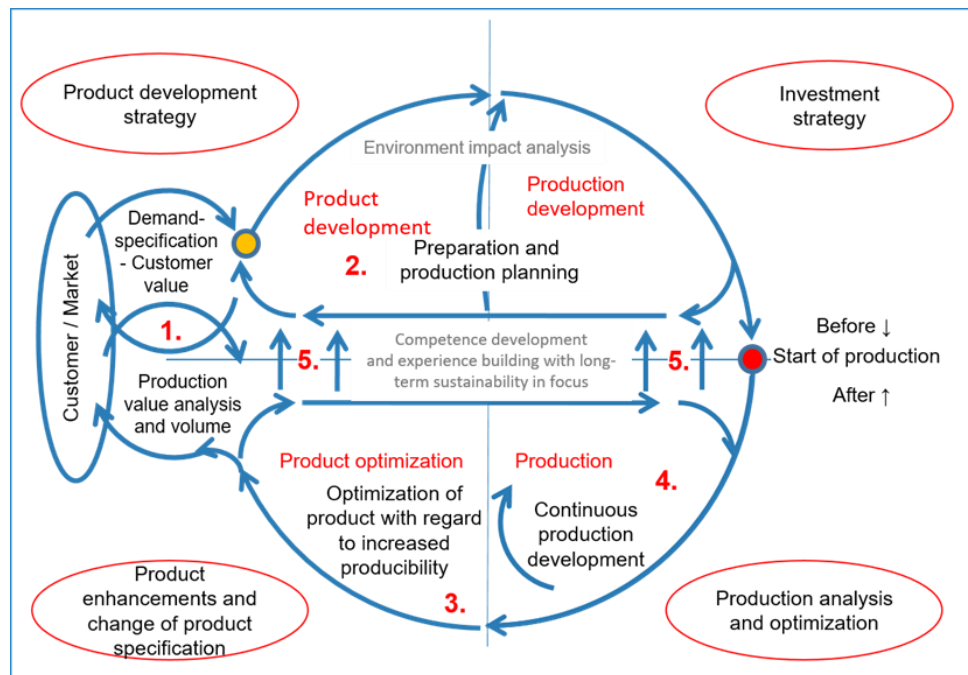 Product development
strategy
Investment
strategy
Environment impact analysis
Product
development
Production
development
Demand-
specification
- Customer
value
2.
Preparation and
production planning
Customer / Market
1.
5.
Competence development
and experience building with long-
term sustainability in focus
5.
Before ↓
Start of production
After ↑
Production
value analysis
and volume
Product optimization
Production
4.
Optimization of
product with regard
to increased
producibility
Continuous
production
development
3.
Product
enhancements and
change of product
specification
Production analysis
and optimization